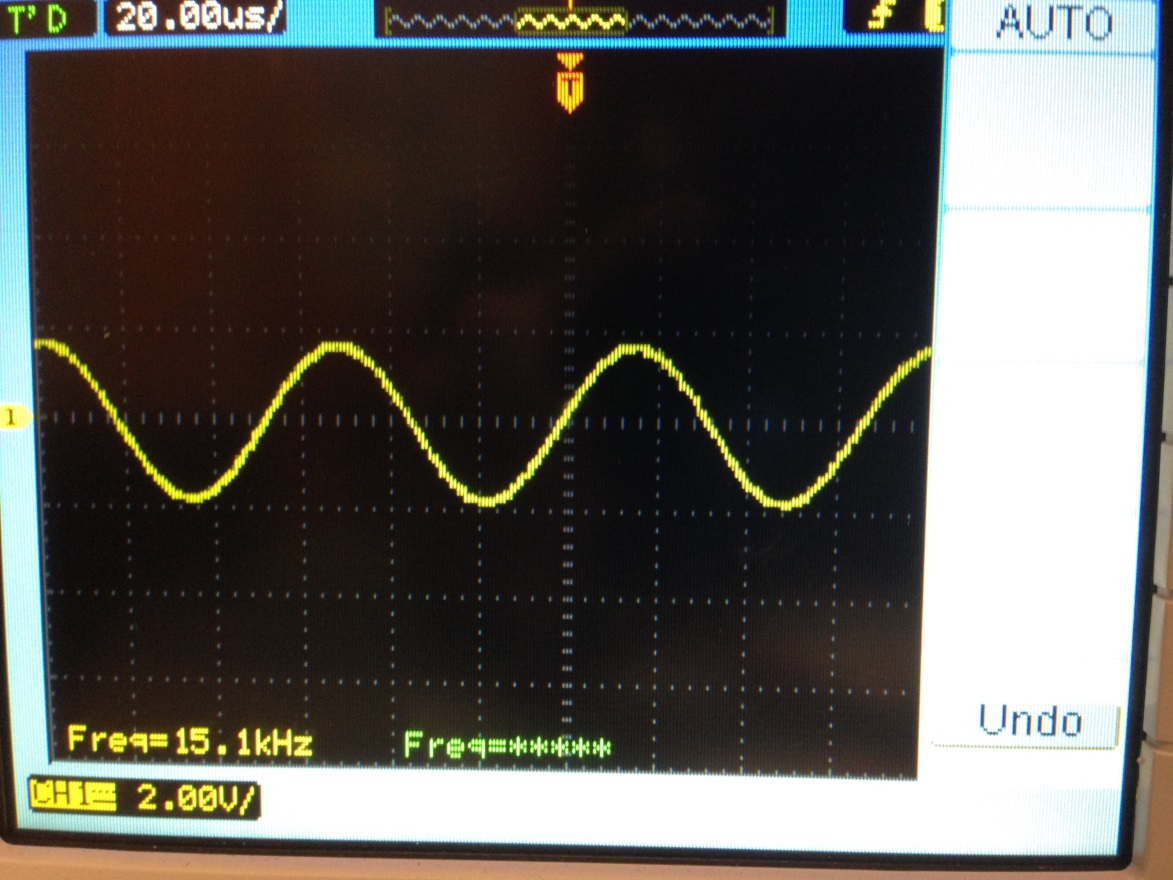 T'D 20.00us/
AUTO
T
1
Undo
Freq=15.1kHz Freq=*****
CH1 2.00V/